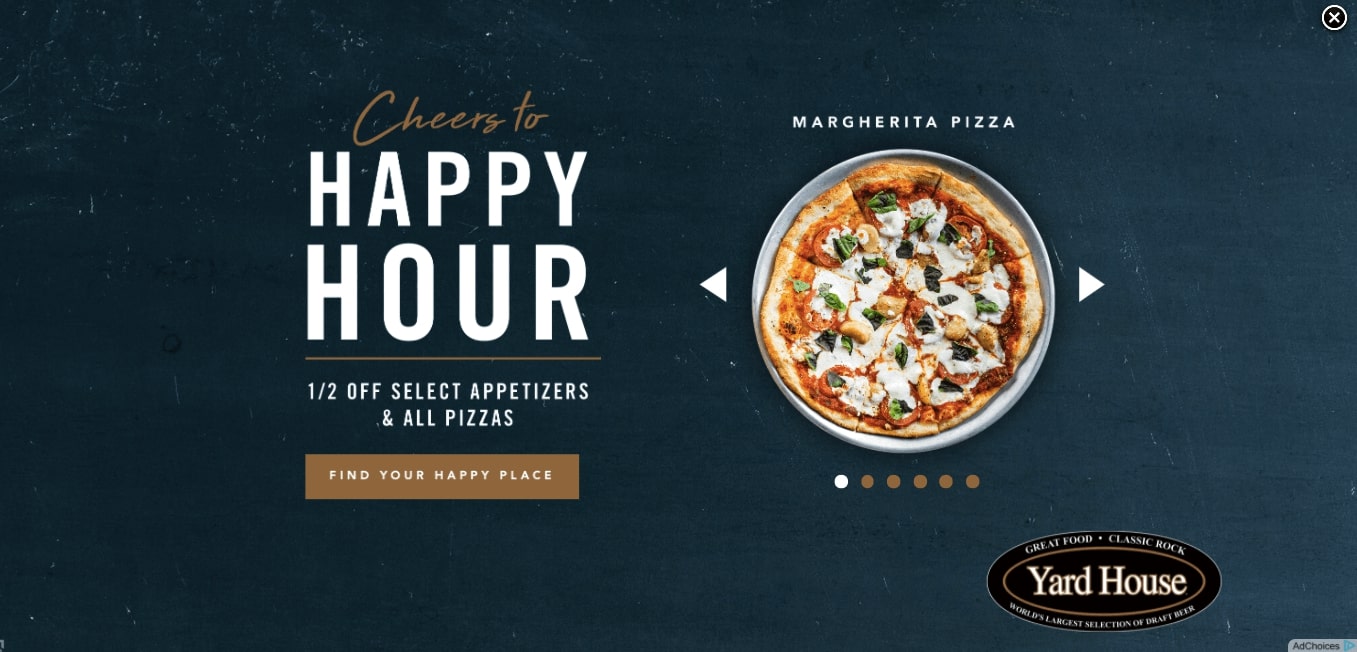 Cheers to
HAPPY
HOUR
1/2 OFF SELECT APPETIZERS
& ALL PIZZAS
FIND YOUR HAPPY PLACE
MARGHERITA PIZZA
GREAT FOOD • CLASSIC ROCK
Yard House
WORLD'S LARGEST SELECTION OF DRAFT BEER
AdChoices